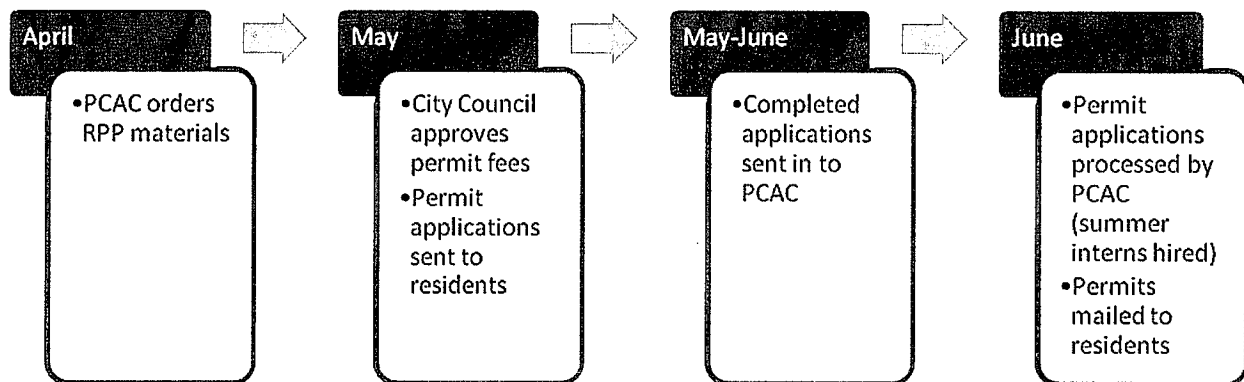 April
•PCAC orders
RPP materials
May
•City Council
approves
permit fees
•Permit
applications
sent to
residents
May-June
•Completed
applications
sent in to
PCAC
June
•Permit
applications
processed by
PCAC
(summer
interns hired)
•Permits
mailed to
residents